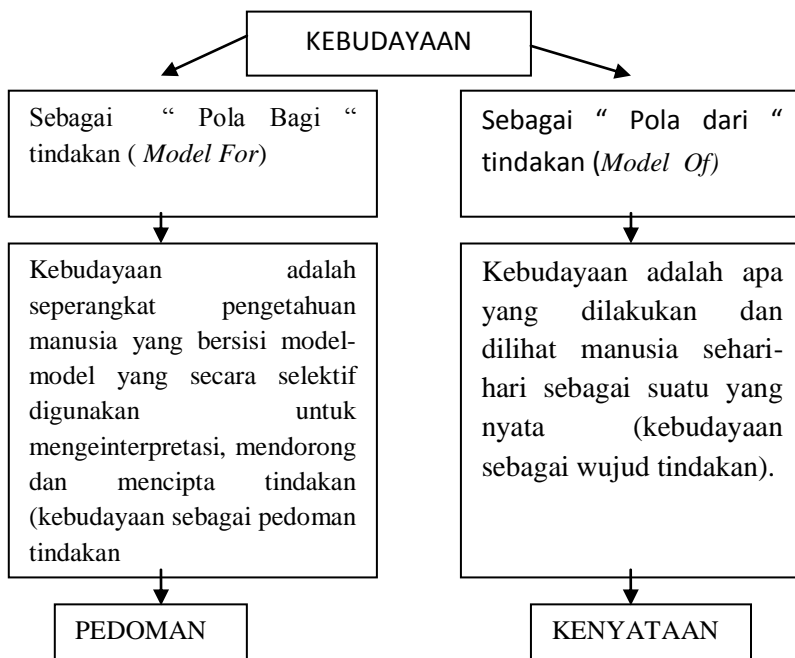 KEBUDAYAAN
Sebagai “ Pola Bagi “
tindakan ( Model For)
Sebagai “ Pola dari “
tindakan (Model Of)
Kebudayaan adalah
seperangkat pengetahuan
manusia yang bersisi model-
model yang secara selektif
digunakan untuk
mengeinterpretasi, mendorong
dan mencipta tindakan
(kebudayaan sebagai pedoman
tindakan
Kebudayaan adalah apa
yang dilakukan dan
dilihat manusia sehari-
hari sebagai suatu yang
nyata (kebudayaan
sebagai wujud tindakan).
PEDOMAN
KENYATAAN